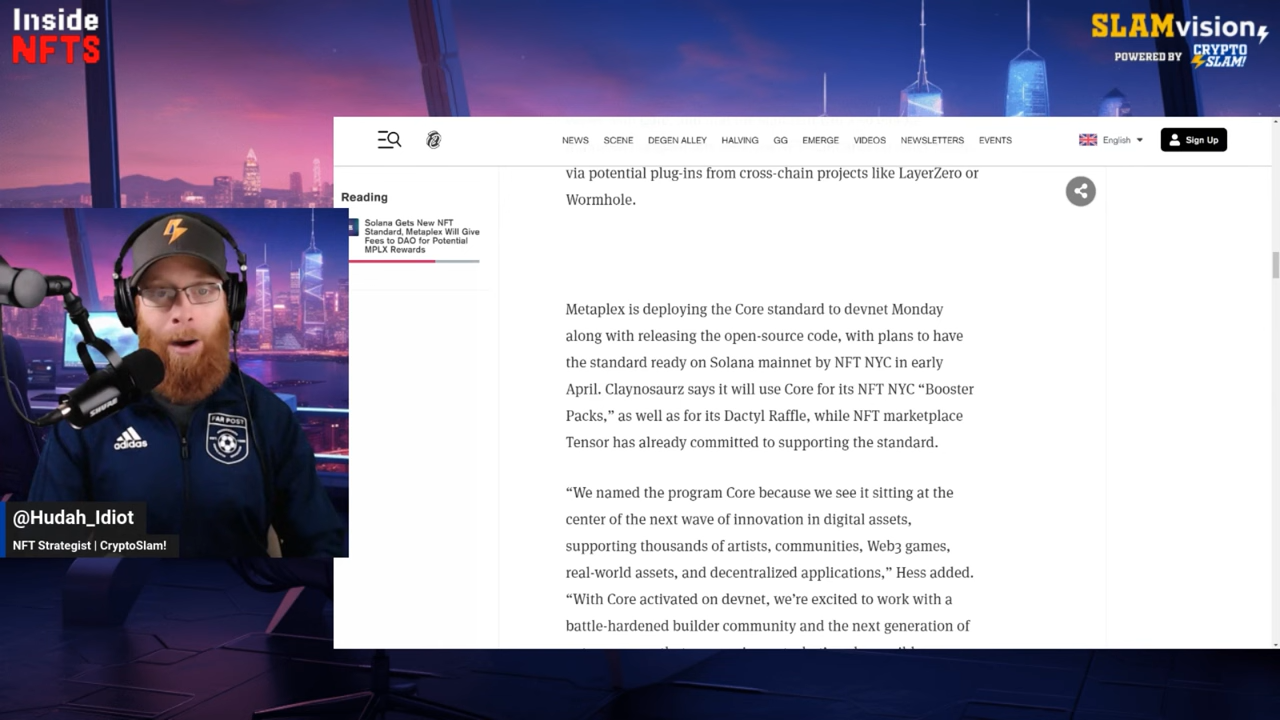 Inside
NFTS
SLAMvision
POWERED BY CRYPTO SLAM!
NEWS SCENE DEGEN ALLEY HALVING GG EMERGE VIDEOS NEWSLETTERS EVENTS
English
Sign Up
via potential plug-ins from cross-chain projects like LayerZero or
Wormhole.
Reading
Solana Gets New NFT
Standard, Metaplex Will Give
Fees to DAO for Potential
MPLX Rewards
Metaplex is deploying the Core standard to devnet Monday
along with releasing the open-source code, with plans to have
the standard ready on Solana mainnet by NFT NYC in early
April. Claynosaurz says it will use Core for its NFT NYC “Booster
Packs,” as well as for its Dactyl Raffle, while NFT marketplace
Tensor has already committed to supporting the standard.
“We named the program Core because we see it sitting at the
center of the next wave of innovation in digital assets,
supporting thousands of artists, communities, Web3 games,
real-world assets, and decentralized applications,” Hess added.
“With Core activated on devnet, we’re excited to work with a
battle-hardened builder community and the next generation of
SHURE
adidas
FAR POST
@Hudah_Idiot
NFT Strategist | CryptoSlam!